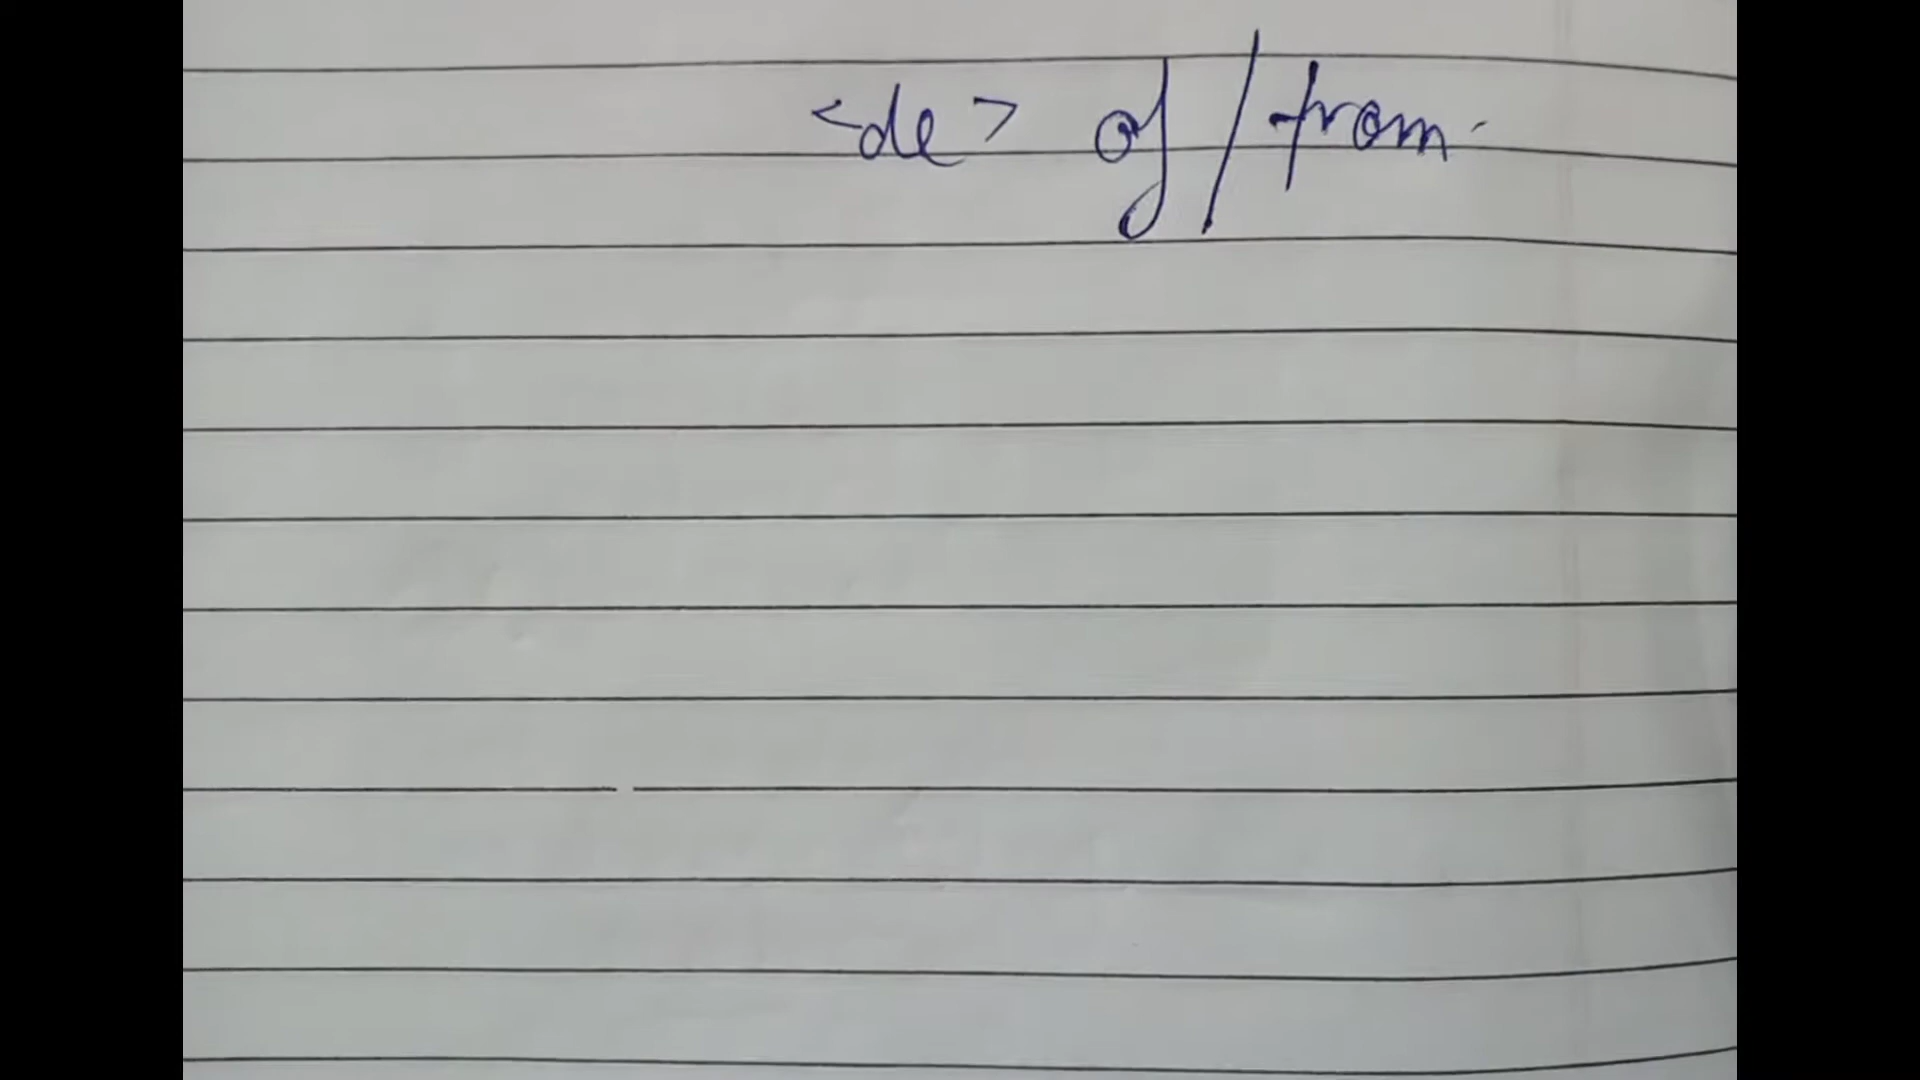 <de> of / from.